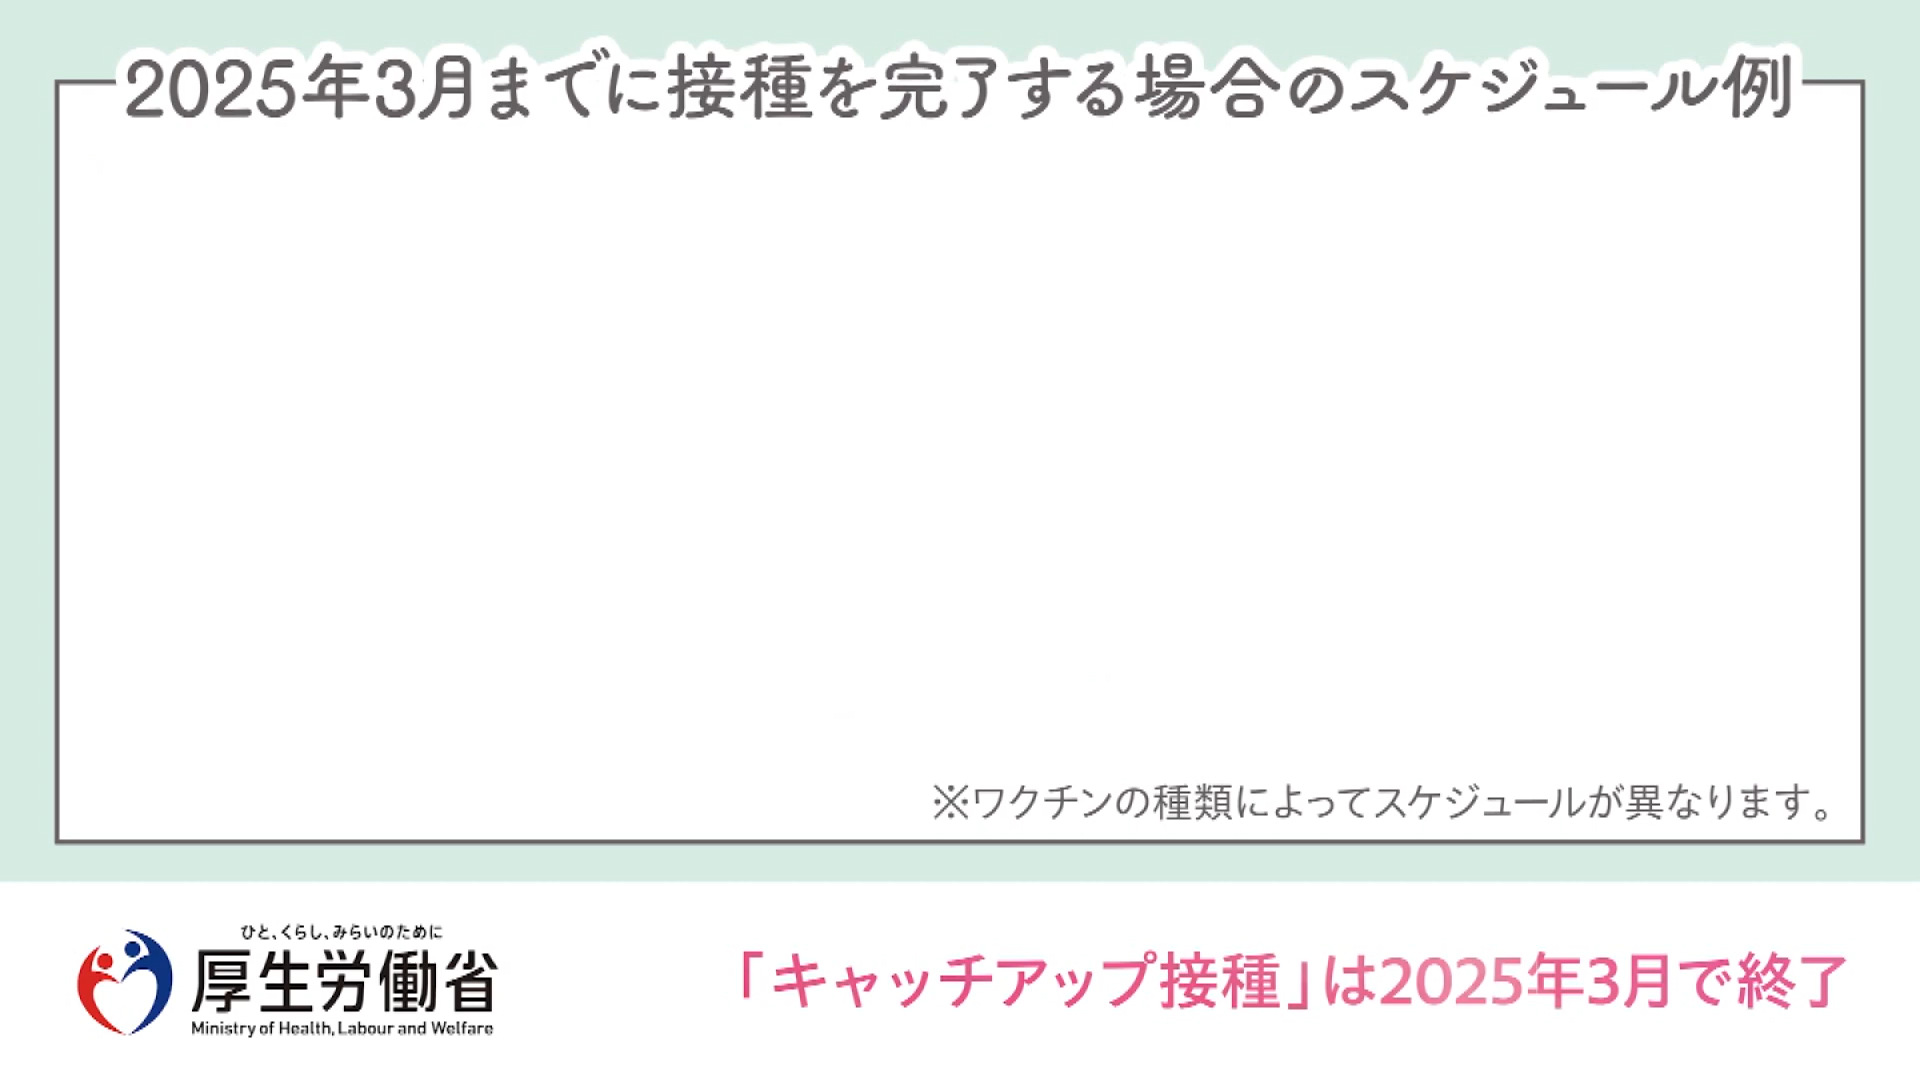 2025年3月までに接種を完了する場合のスケジュール例
※ワクチンの種類によってスケジュールが異なります。
ひと、くらし、みらいのために
厚生労働省
Ministry of Health, Labour and Welfare
「キャッチアップ接種」は2025年3月で終了